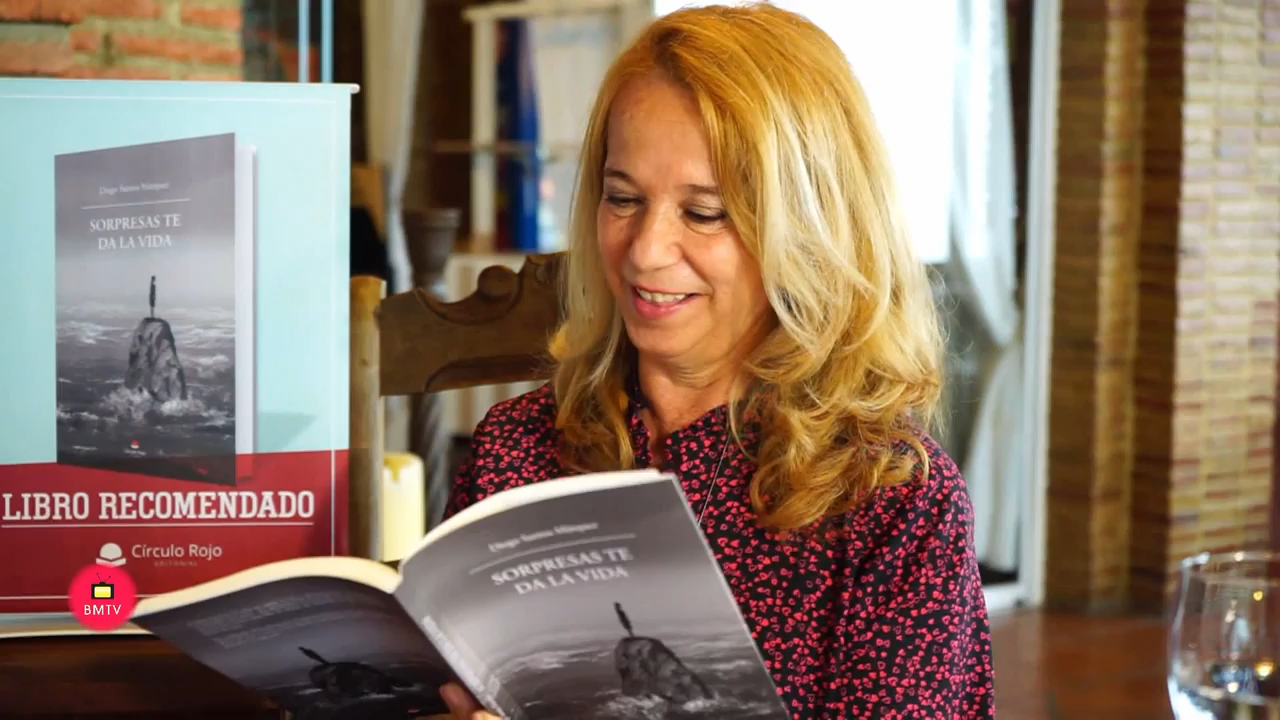 Diego Santos Márquez
SORPRESAS TE
DA LA VIDA
LIBRO RECOMENDADO
Círculo Rojo
EDITORIAL
BMTV
Diego Santos Márquez
SORPRESAS TE
DA LA VIDA